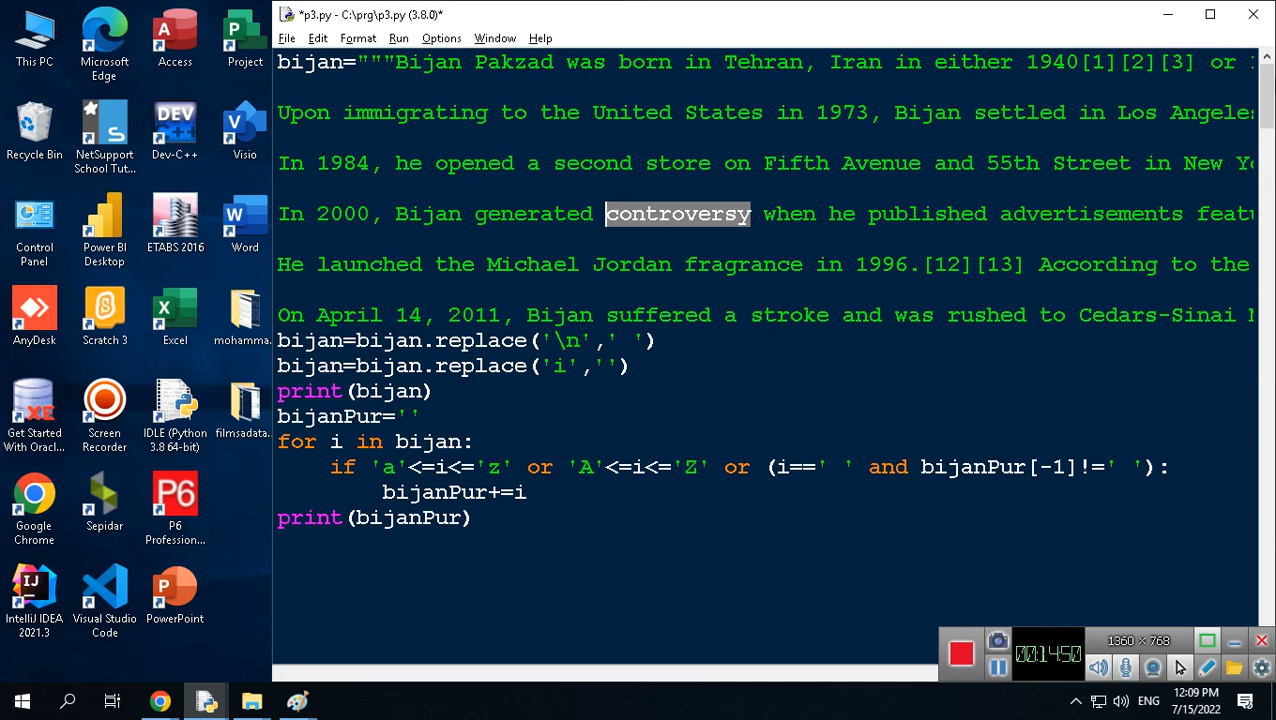 *p3.py - C:\prg\p3.py (3.8.0)*
File Edit Format Run Options Window Help
bijan="""Bijan Pakzad was born in Tehran, Iran in either 1940[1][2][3] or
Upon immigrating to the United States in 1973, Bijan settled in Los Angeles
In 1984, he opened a second store on Fifth Avenue and 55th Street in New
In 2000, Bijan generated controversy when he published advertisements
He launched the Michael Jordan fragrance in 1996.[12][13] According to the
On April 14, 2011, Bijan suffered a stroke and was rushed to Cedars-Sinai
bijan=bijan.replace('\n',' ')
bijan=bijan.replace('i','')
print(bijan)
bijanPur=''
for i in bijan:
if 'a'<=i<='z' or 'A'<=i<='Z' or (i==' ' and bijanPur[-1]!=' '):
bijanPur+=i
print(bijanPur)
This PC
Microsoft
Edge
Access
Project
Recycle Bin
NetSupport
School Tut...
Dev-C++
Visio
Control
Panel
Power BI
Desktop
ETABS 2016
Word
AnyDesk
Scratch 3
Excel
mohamma...
Get Started
With Oracl...
Screen
Recorder
IDLE (Python
3.8 64-bit)
filmsadata...
Google
Chrome
Sepidar
P6
Profession...
IntelliJ IDEA
2021.3
Visual Studio
Code
PowerPoint
00:14:50
1360 × 768
ENG
12:09 PM
7/15/2022